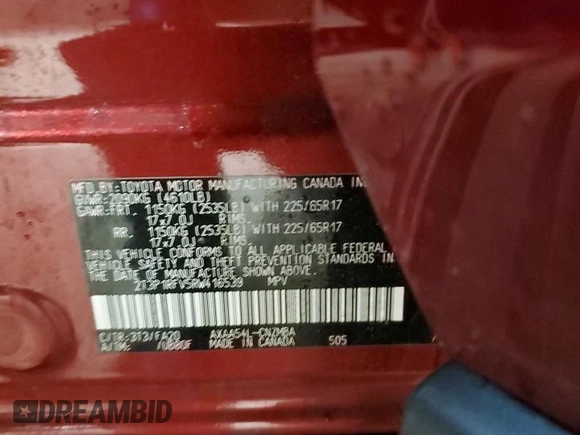 MFD.BY:TOYOTA MOTOR MANUFACTURING CANADA IN
GVWR:2090KG (4610LB)
GAWR:FRT. 1150KG (2535LB) WITH 225/65R17
17x7.0J RIMS.
RR. 1150KG (2535LB) WITH 225/65R17
17x7.0J RIMS.
THIS VEHICLE CONFORMS TO ALL APPLICABLE FEDERAL
VEHICLE SAFETY AND THEFT PREVENTION STANDARDS IN
DATE OF MANUFACTURE SHOWN ABOVE.
2T3P1RFV5RW416539 MPV
C/TR:3T3/FA20 AXAA54L-CNZMBA
A/TM: /UB80F MADE IN CANADA 505
DREAMBID